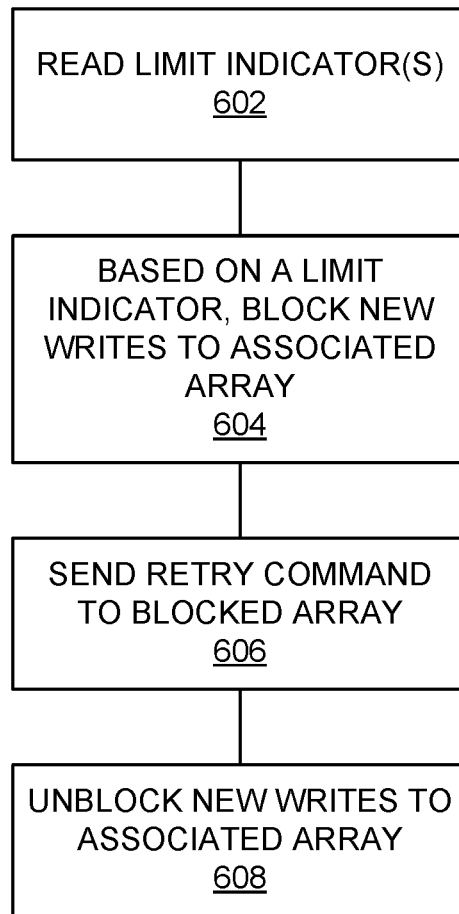 READ LIMIT INDICATOR(S)
602
BASED ON A LIMIT
INDICATOR, BLOCK NEW
WRITES TO ASSOCIATED
ARRAY
604
SEND RETRY COMMAND
TO BLOCKED ARRAY
606
UNBLOCK NEW WRITES TO
ASSOCIATED ARRAY
608